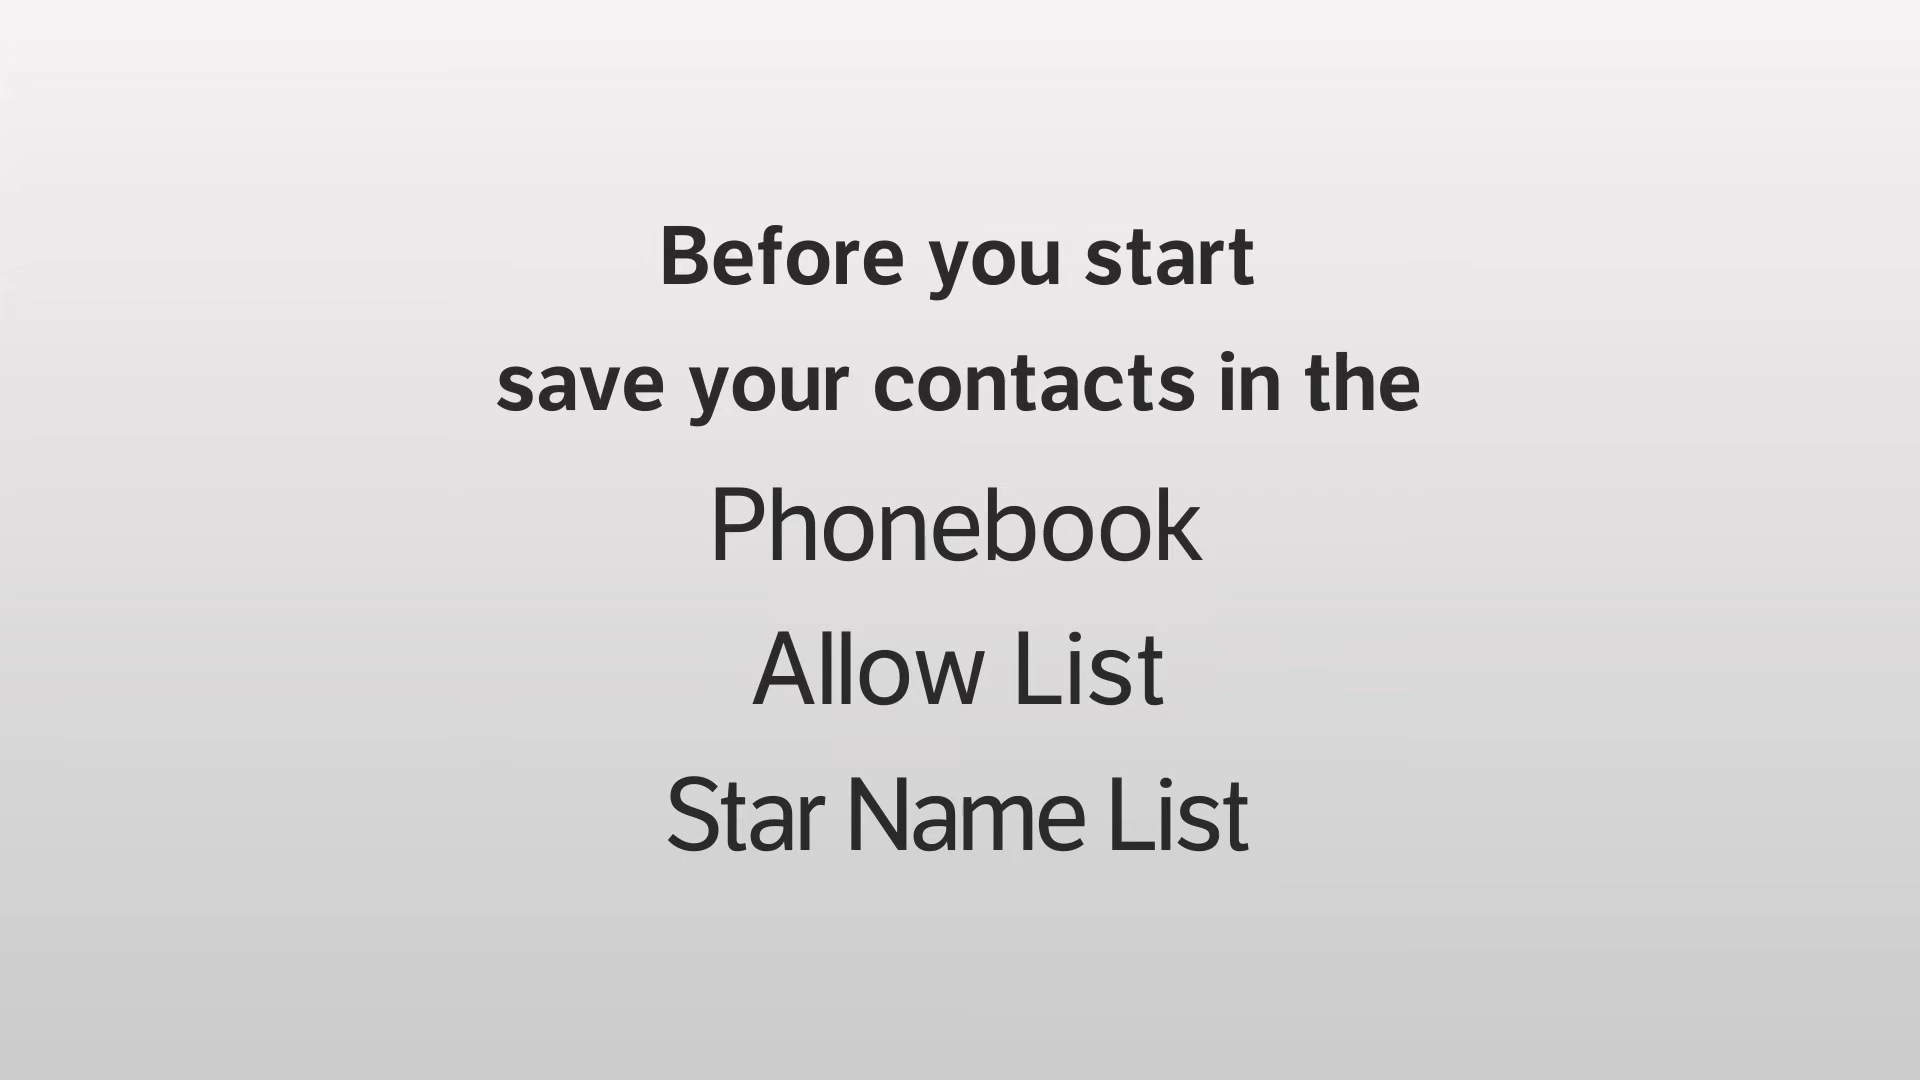 Before you start
save your contacts in the
Phonebook
Allow List
Star Name List